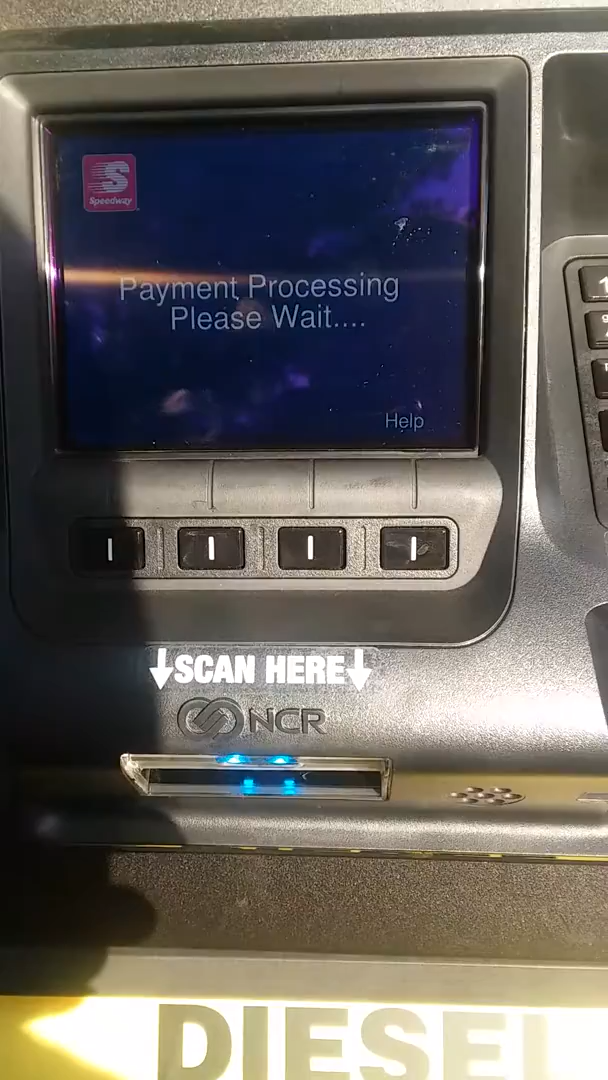 S
Speedway
Payment Processing
Please Wait....
Help
SCAN HERE
NCR
DIESEL